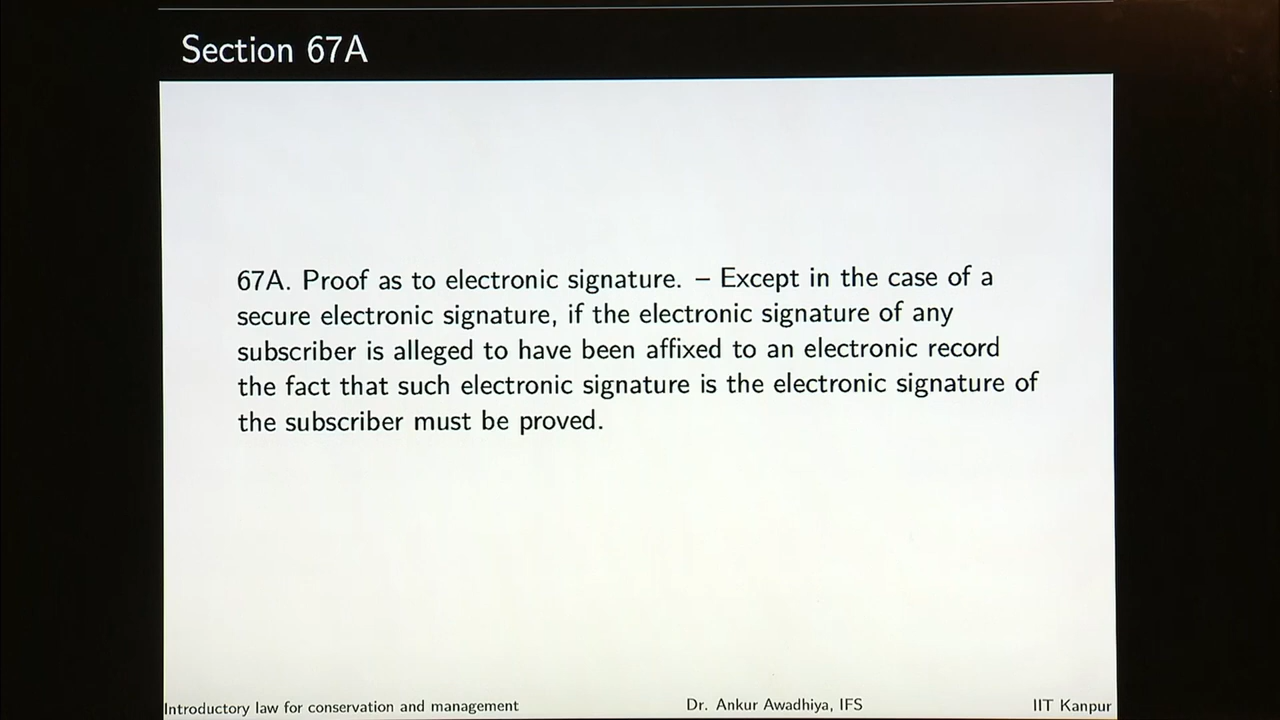 Section 67A
67A. Proof as to electronic signature. – Except in the case of a
secure electronic signature, if the electronic signature of any
subscriber is alleged to have been affixed to an electronic record
the fact that such electronic signature is the electronic signature of
the subscriber must be proved.
Introductory law for conservation and management Dr. Ankur Awadhiya, IFS IIT Kanpur